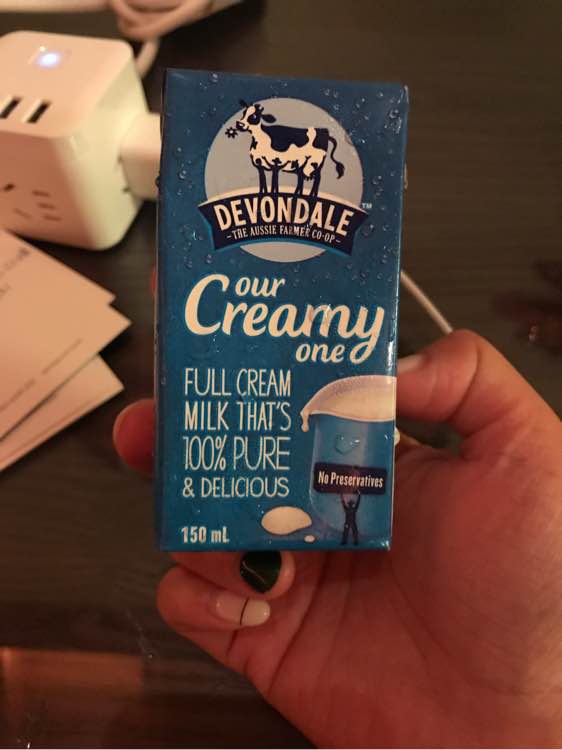 DEVONDALE
TM
-THE AUSSIE FARMER CO-OP-
our
Creamy
one
FULL CREAM
MILK THAT'S
100% PURE
& DELICIOUS
No Preservatives
150 mL